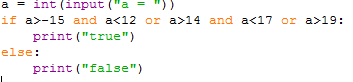 a = int(input("a = "))
if a>-15 and a<12 or a>14 and a<17 or a>19:
    print("true")
else:
    print("false")